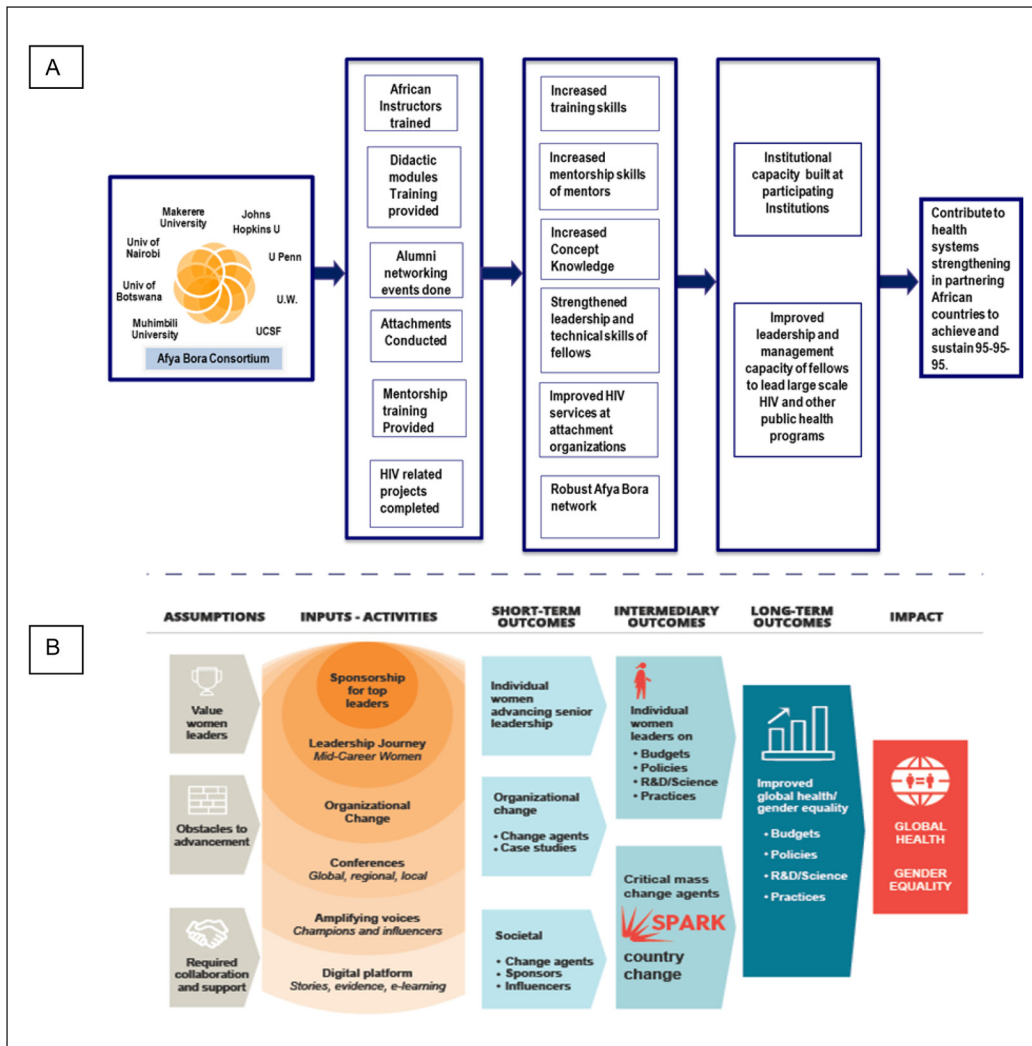 A
Makerere
University
Johns
Hopkins U
Univ of
Nairobi
U Penn
Univ of
Botswana
U.W.
Muhimbili
University
UCSF
Afya Bora Consortium
African
Instructors
trained
Didactic
modules
Training
provided
Alumni
networking
events done
Attachments
Conducted
Mentorship
training
Provided
HIV related
projects
completed
Increased
training skills
Increased
mentorship skills
of mentors
Increased
Concept
Knowledge
Strengthened
leadership and
technical skills of
fellows
Improved HIV
services at
attachment
organizations
Robust Afya Bora
network
Institutional
capacity built at
participating
Institutions
Improved
leadership and
management
capacity of fellows
to lead large scale
HIV and other
public health
programs
Contribute to
health
systems
strengthening
in partnering
African
countries to
achieve and
sustain 95-95-
95.
B
ASSUMPTIONS
INPUTS - ACTIVITIES
SHORT-TERM
OUTCOMES
INTERMEDIARY
OUTCOMES
LONG-TERM
OUTCOMES
IMPACT
Value
women
leaders
Obstacles to
advancement
Required
collaboration
and support
Sponsorship
for top
leaders
Leadership Journey
Mid-Career Women
Organizational
Change
Conferences
Global, regional, local
Amplifying voices
Champions and influencers
Digital platform
Stories, evidence, e-learning
Individual
women
advancing senior
leadership
Organizational
change
• Change agents
• Case studies
Societal
• Change agents
• Sponsors
• Influencers
Individual
women
leaders on
• Budgets
• Policies
• R&D/Science
• Practices
Critical mass
change agents
SPARK
country
change
Improved
global health/
gender equality
• Budgets
• Policies
• R&D/Science
• Practices
GLOBAL
HEALTH
GENDER
EQUALITY